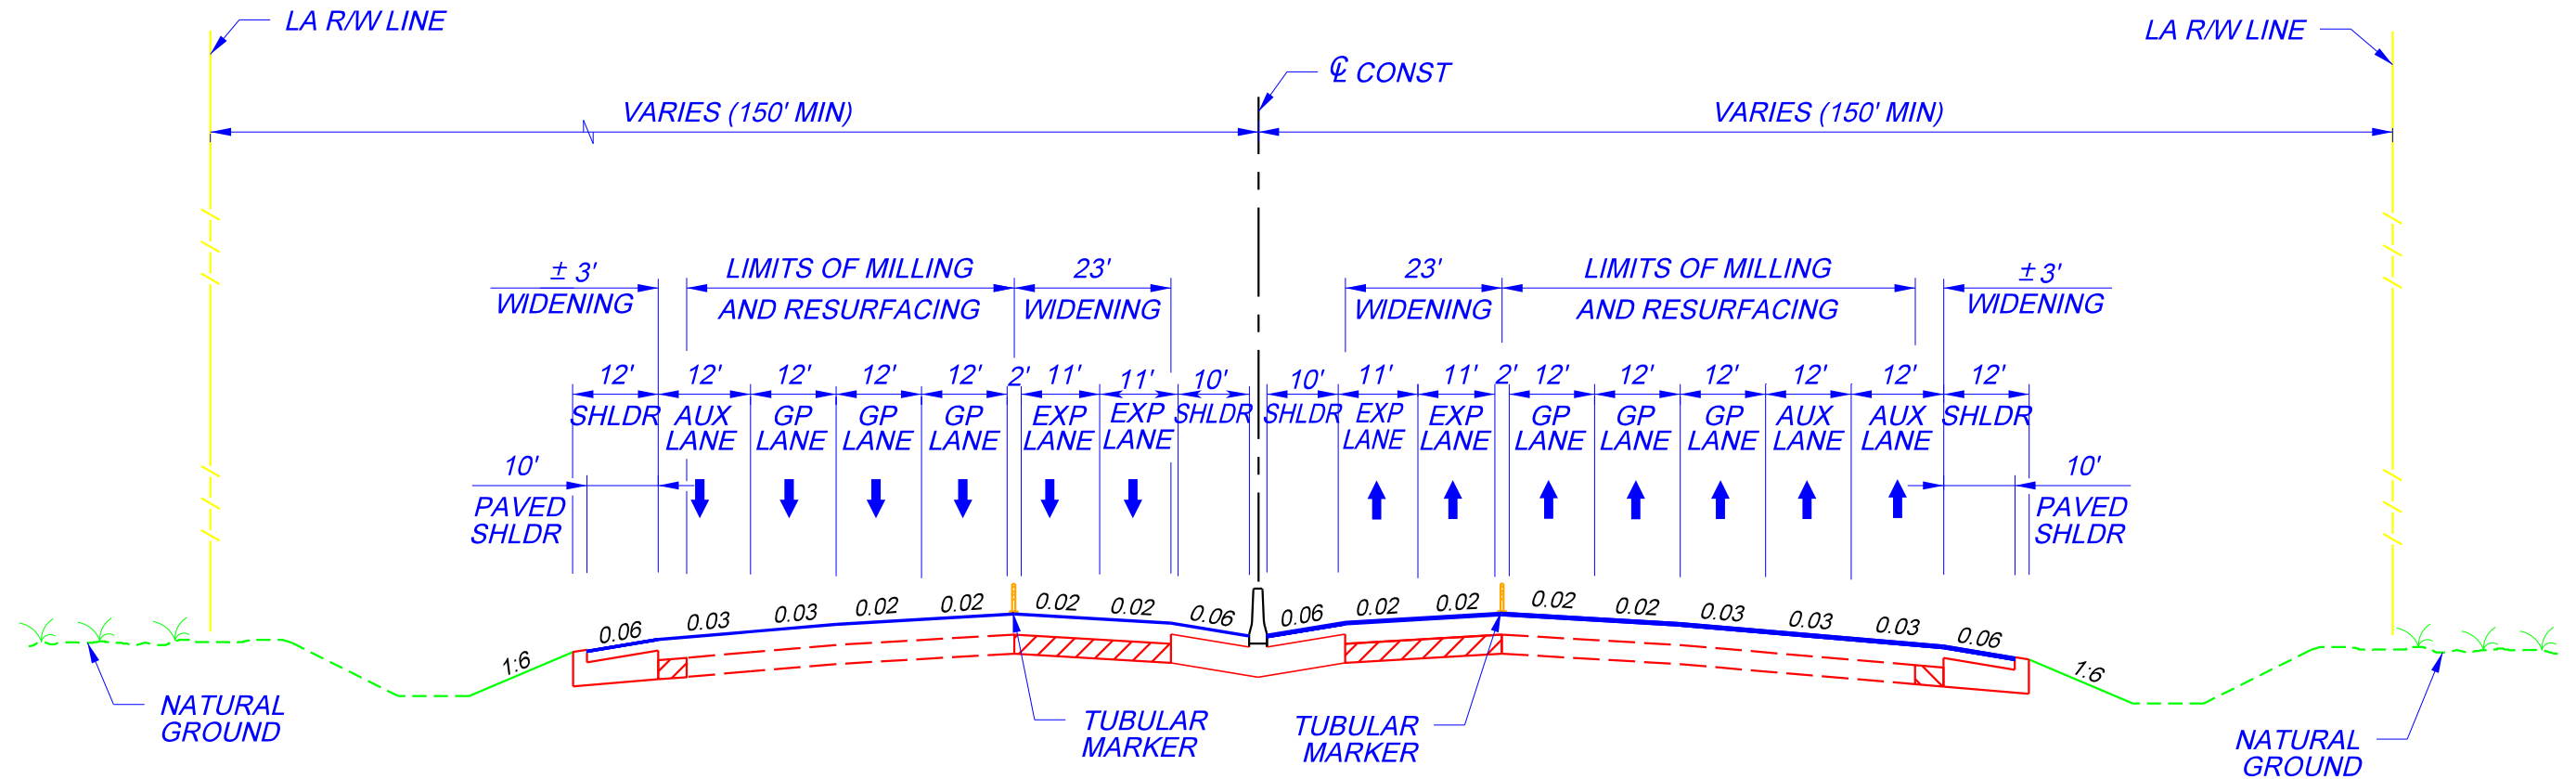 LA R/W LINE
LA R/W LINE
℄ CONST
VARIES (150' MIN)
VARIES (150' MIN)
± 3'
WIDENING
LIMITS OF MILLING
AND RESURFACING
23'
WIDENING
23'
WIDENING
LIMITS OF MILLING
AND RESURFACING
± 3'
WIDENING
12' 12' 12' 12' 12' 2' 11' 11' 10' 10' 11' 11' 2' 12' 12' 12' 12' 12' 12'
SHLDR AUX GP GP GP EXP EXP SHLDR SHLDR EXP EXP GP GP GP AUX AUX SHLDR
LANE LANE LANE LANE LANE LANE LANE LANE LANE LANE LANE LANE LANE
10'
PAVED
SHLDR
10'
PAVED
SHLDR
1:6 0.06 0.03 0.03 0.02 0.02 0.02 0.02 0.06 0.06 0.02 0.02 0.02 0.02 0.03 0.03 0.03 0.06 1:6
NATURAL
GROUND
TUBULAR
MARKER
TUBULAR
MARKER
NATURAL
GROUND